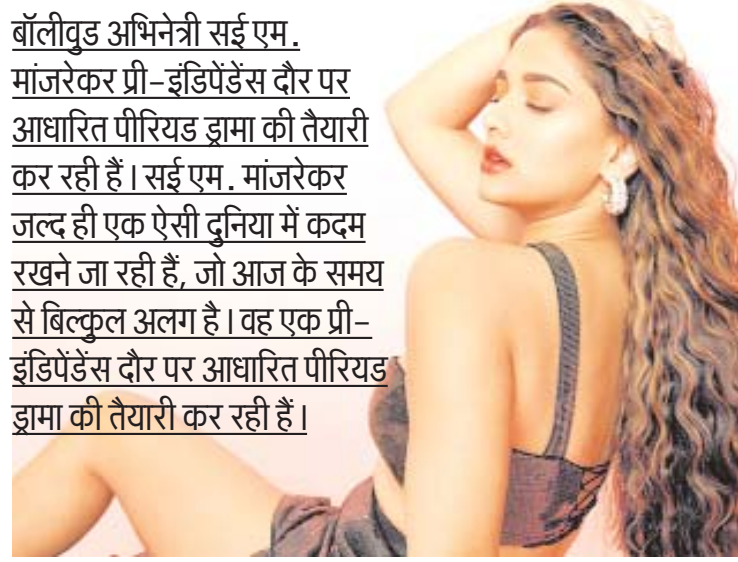 बॉलीवुड अभिनेत्री सई एम.
मांजरेकर प्री-इंडिपेंडेंस दौर पर
आधारित पीरियड ड्रामा की तैयारी
कर रही हैं। सई एम. मांजरेकर
जल्द ही एक ऐसी दुनिया में कदम
रखने जा रही हैं, जो आज के समय
से बिल्कुल अलग है। वह एक प्री-
इंडिपेंडेंस दौर पर आधारित पीरियड
ड्रामा की तैयारी कर रही हैं।